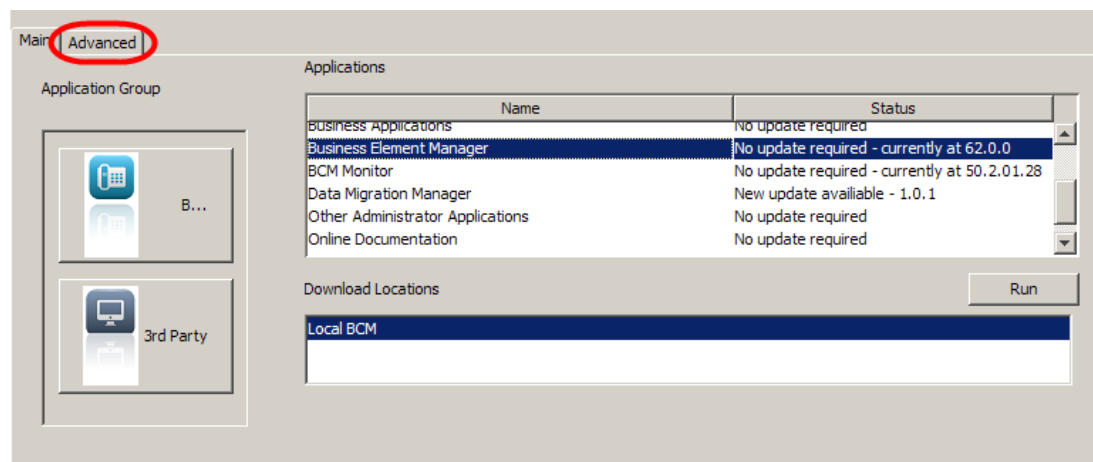 Main Advanced
Application Group
Applications
Name Status
Business Applications No update required
Business Element Manager No update required - currently at 62.0.0
BCM Monitor No update required - currently at 50.2.01.28
Data Migration Manager New update availiable - 1.0.1
Other Administrator Applications No update required
Online Documentation No update required
B...
3rd Party
Download Locations
Run
Local BCM